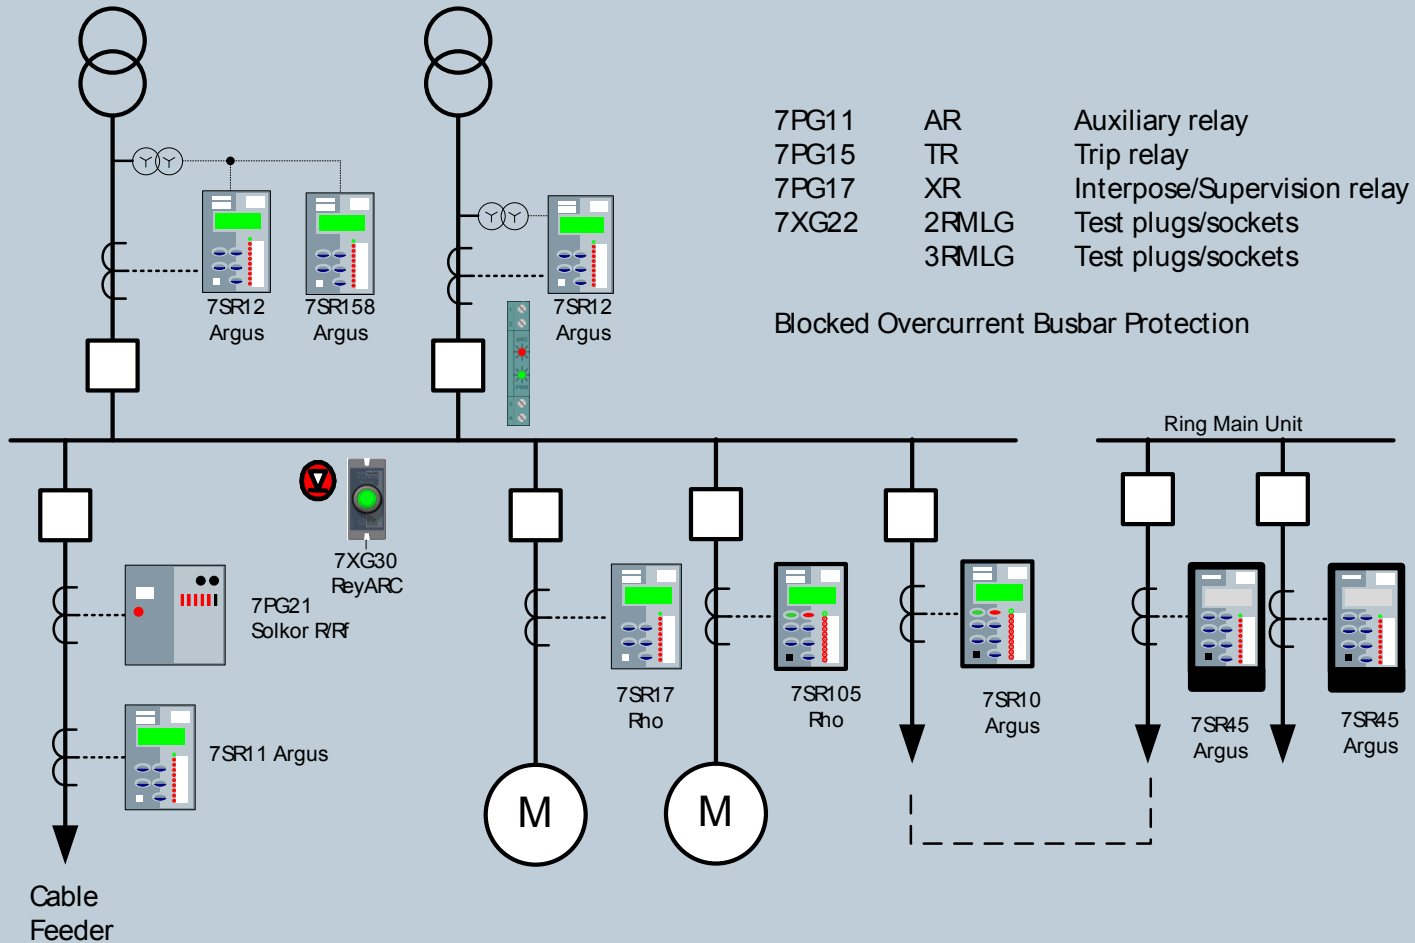 7PG11 AR Auxiliary relay
7PG15 TR Trip relay
7PG17 XR Interpose/Supervision relay
7XG22 2RMLG Test plugs/sockets
3RMLG Test plugs/sockets
Blocked Overcurrent Busbar Protection
7SR12
Argus
7SR158
Argus
7SR12
Argus
ARC
PWR
Ring Main Unit
7XG30
ReyARC
7PG21
Solkor R/Rf
7SR11 Argus
7SR17
Rho
7SR105
Rho
7SR10
Argus
7SR45
Argus
7SR45
Argus
M
M
Cable
Feeder